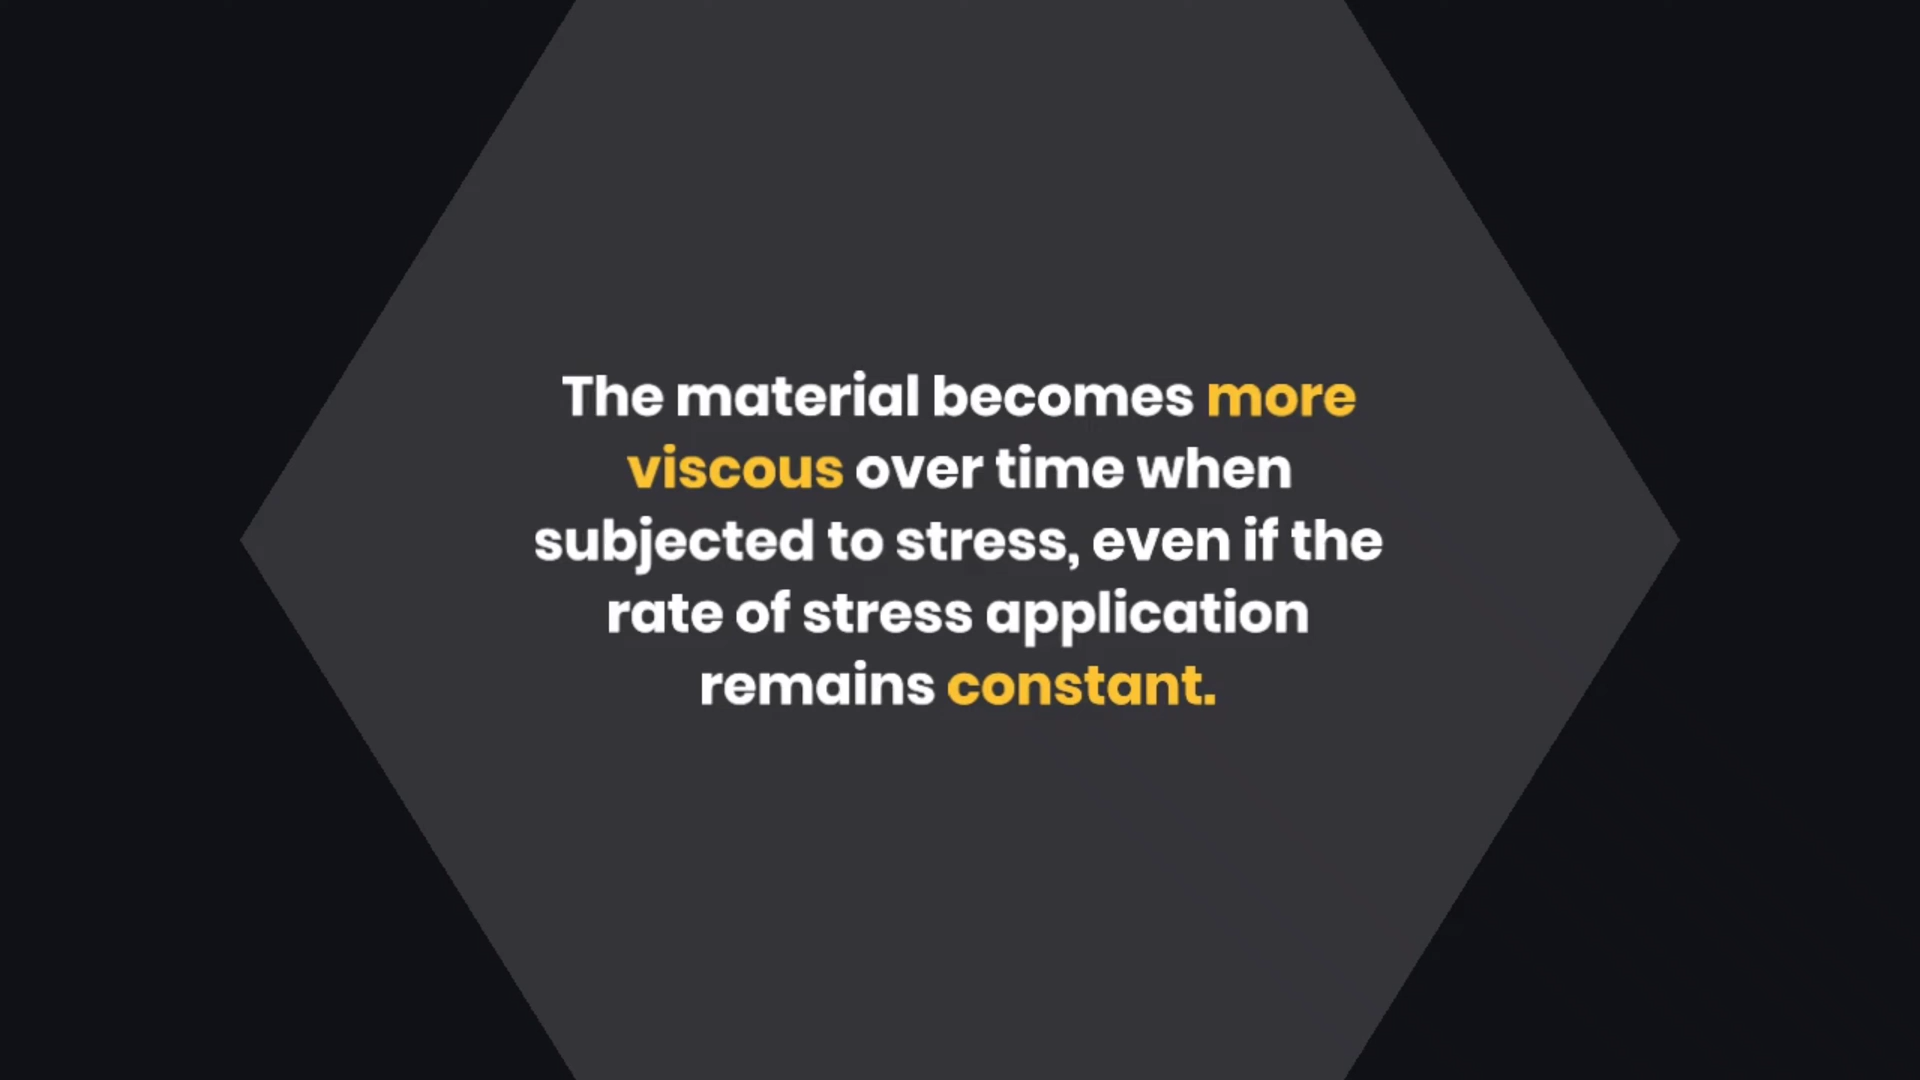 The material becomes more
viscous over time when
subjected to stress, even if the
rate of stress application
remains constant.